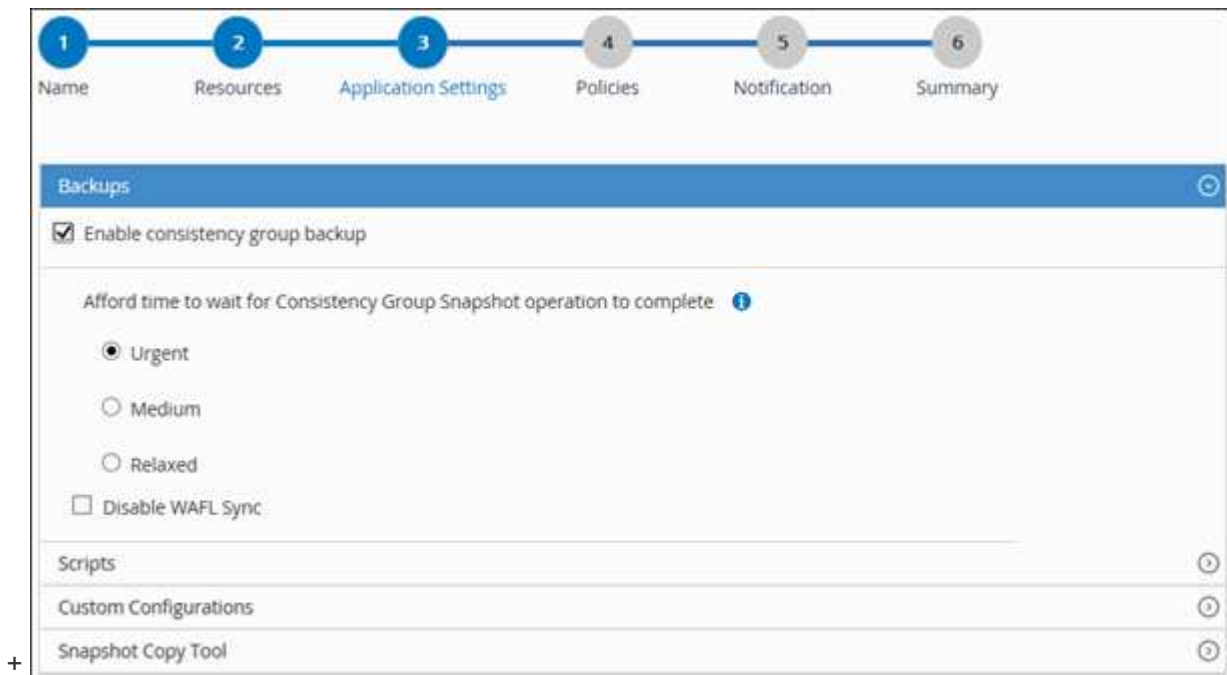 1 2 3 4 5 6
Name Resources Application Settings Policies Notification Summary
Backups
Enable consistency group backup
Afford time to wait for Consistency Group Snapshot operation to complete i
Urgent
Medium
Relaxed
Disable WAFL Sync
Scripts
Custom Configurations
Snapshot Copy Tool
+